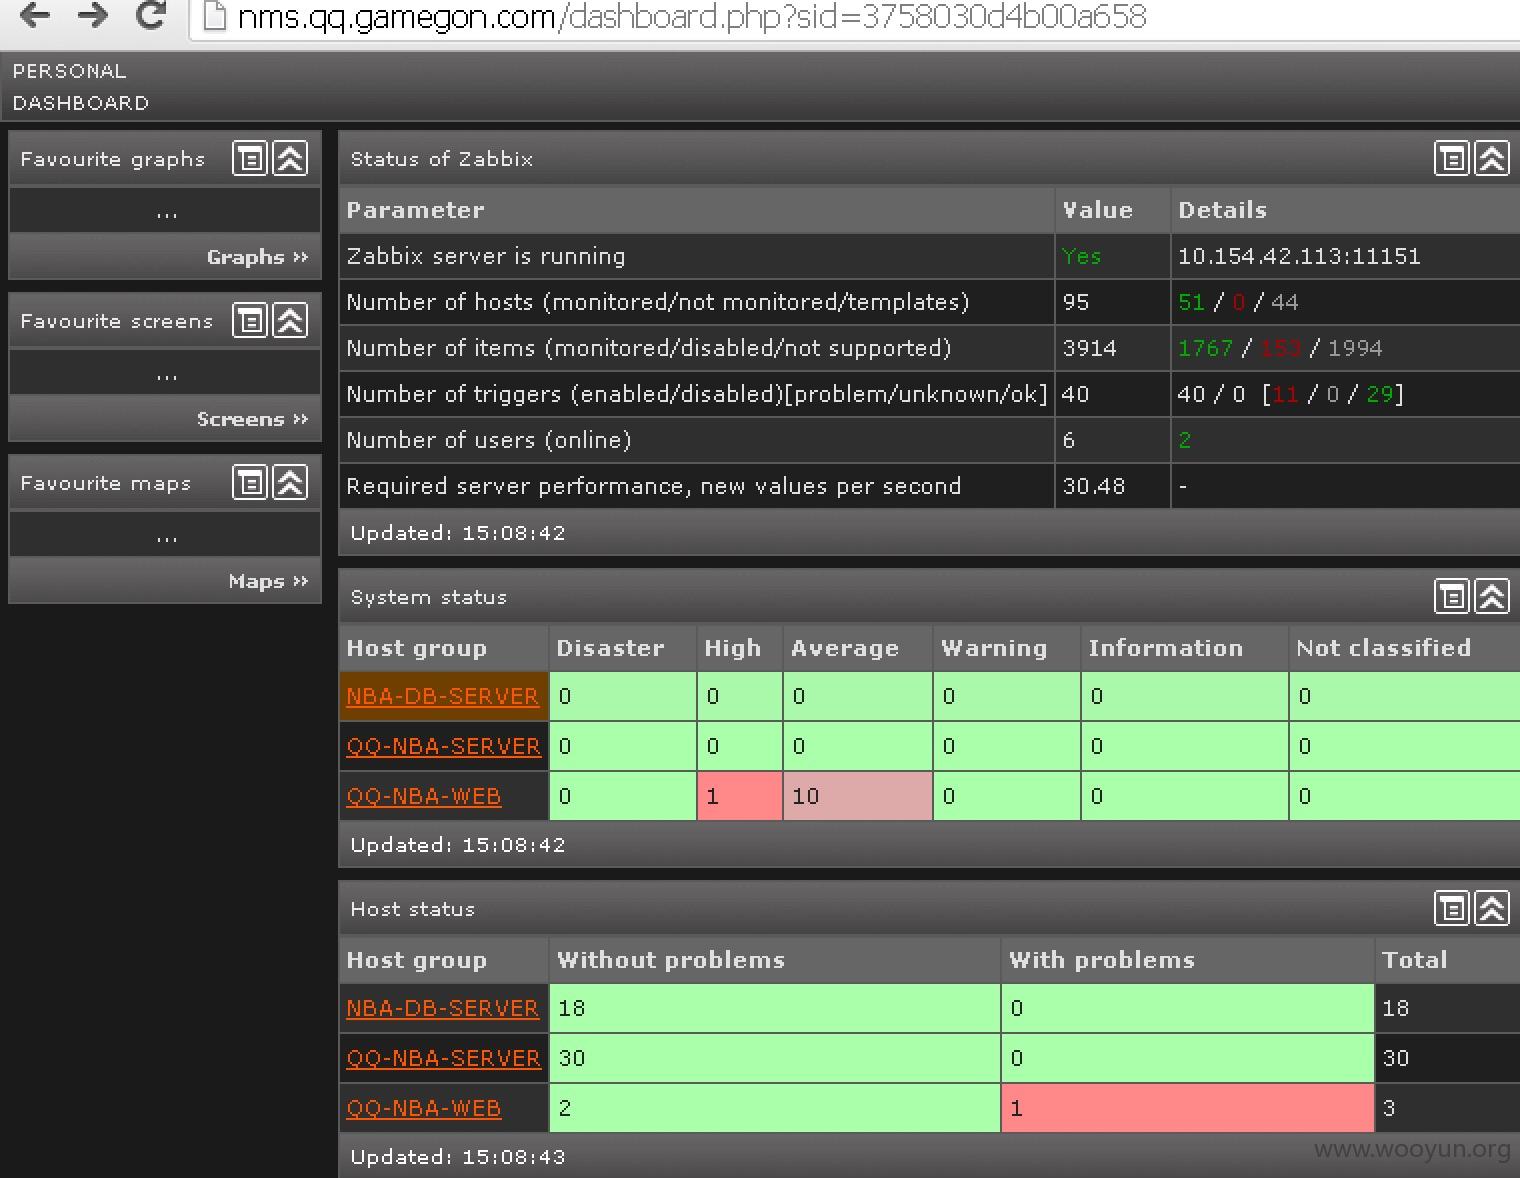 nms.qq.gamegon.com/dashboard.php?sid=3758030d4b00a658
PERSONAL
DASHBOARD
Favourite graphs
...
Graphs »
Favourite screens
...
Screens »
Favourite maps
...
Maps »
Status of Zabbix
Parameter Value Details
Zabbix server is running Yes 10.154.42.113:11151
Number of hosts (monitored/not monitored/templates) 95 51 / 0 / 44
Number of items (monitored/disabled/not supported) 3914 1767 / 153 / 1994
Number of triggers (enabled/disabled)[problem/unknown/ok] 40 40 / 0 [11 / 0 / 29]
Number of users (online) 6 2
Required server performance, new values per second 30.48 -
Updated: 15:08:42
System status
Host group Disaster High Average Warning Information Not classified
NBA-DB-SERVER 0 0 0 0 0 0
QQ-NBA-SERVER 0 0 0 0 0 0
QQ-NBA-WEB 0 1 10 0 0 0
Updated: 15:08:42
Host status
Host group Without problems With problems Total
NBA-DB-SERVER 18 0 18
QQ-NBA-SERVER 30 0 30
QQ-NBA-WEB 2 1 3
Updated: 15:08:43
www.wooyun.org